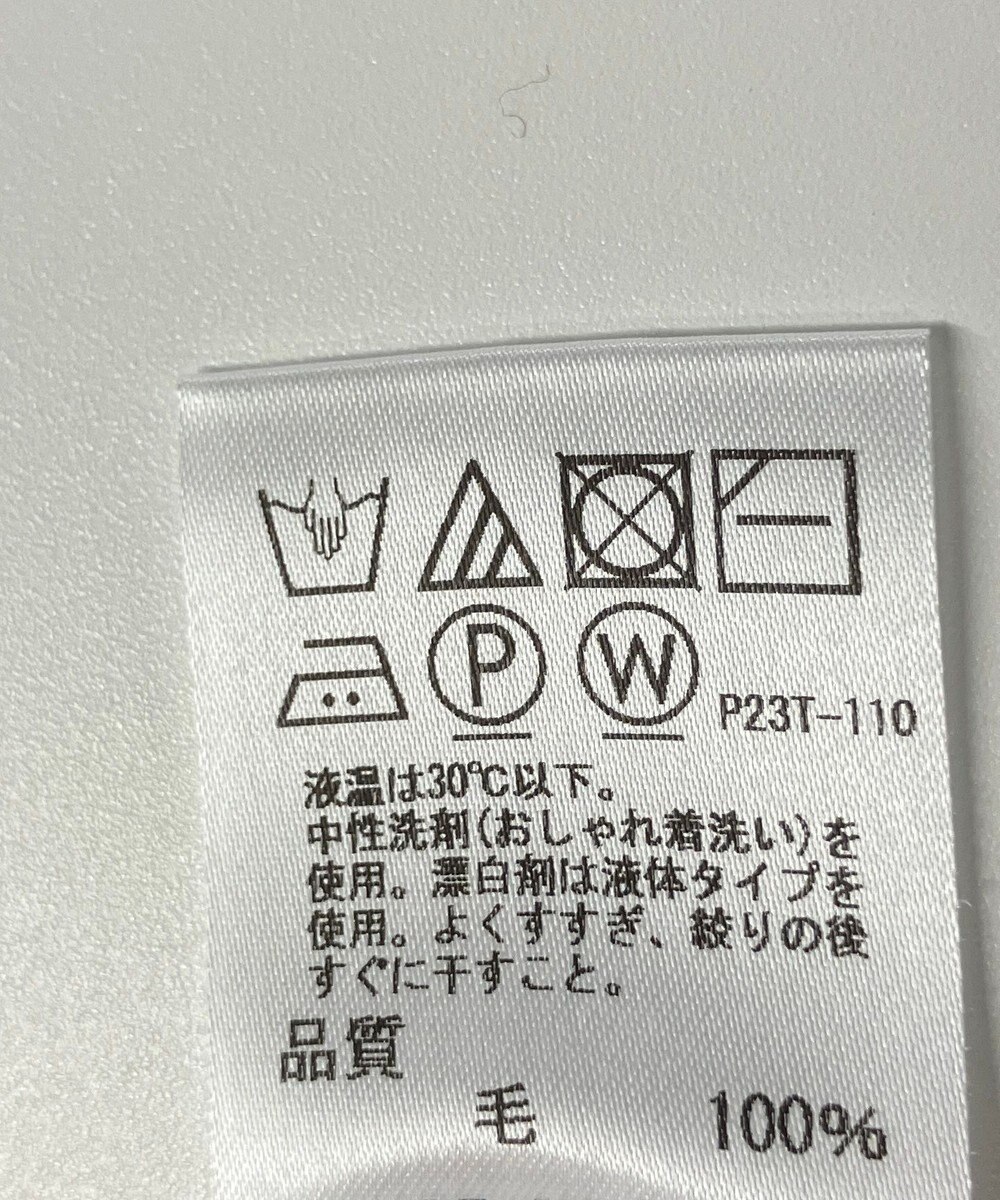 P
W
P23T-110
液温は30℃以下。
中性洗剤(おしゃれ着洗い)を
使用。漂白剤は液体タイプを
使用。よくすすぎ、絞りの後
すぐに干すこと。
品質
毛 100%